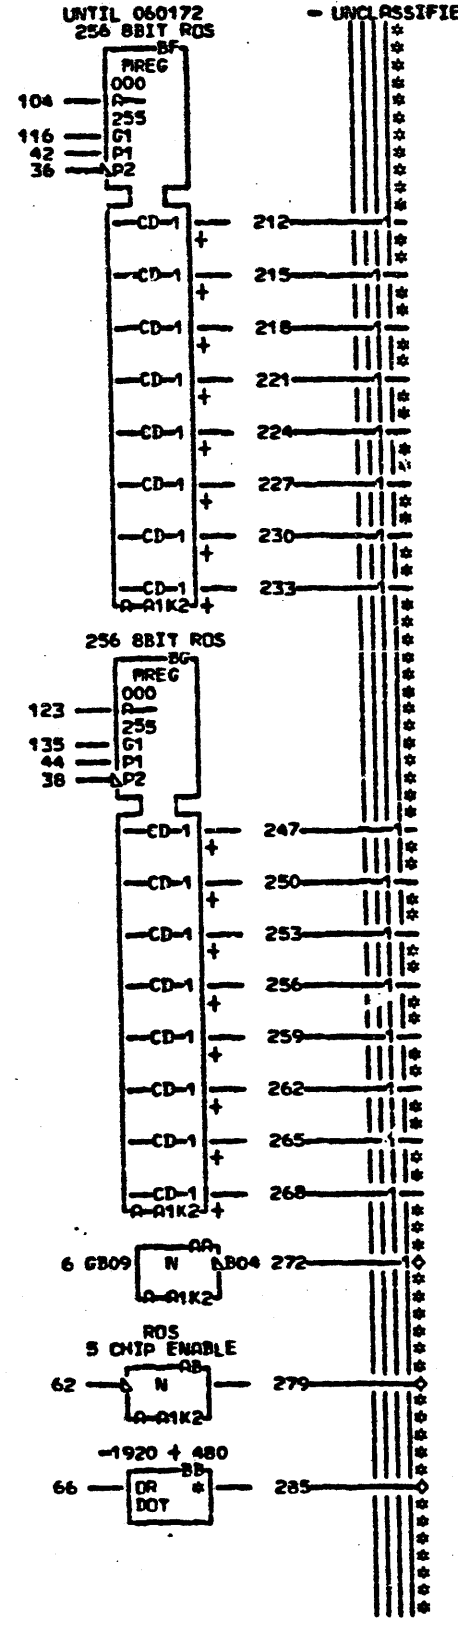 UNTIL 060172 - UNCLASSIFIE
256 8BIT ROS
BF
MREG
000
104 A
255
116 G1
42 P1
36 P2
CD-1 212
+
CD-1 215
+
CD-1 218
+
CD-1 221
+
CD-1 224
+
CD-1 227
+
CD-1 230
+
CD-1 233
A-A1K2 +
256 8BIT ROS
BG
MREG
000
123 A
255
135 G1
44 P1
38 P2
CD-1 247
+
CD-1 250
+
CD-1 253
+
CD-1 256
+
CD-1 259
+
CD-1 262
+
CD-1 265
+
CD-1 268
A-A1K2 +
AA
6 GB09 N B04 272
A-A1K2
ROS
5 CHIP ENABLE
AB
62 N 279
A-A1K2
-1920 + 480
BB
66 OR * 285
DOT